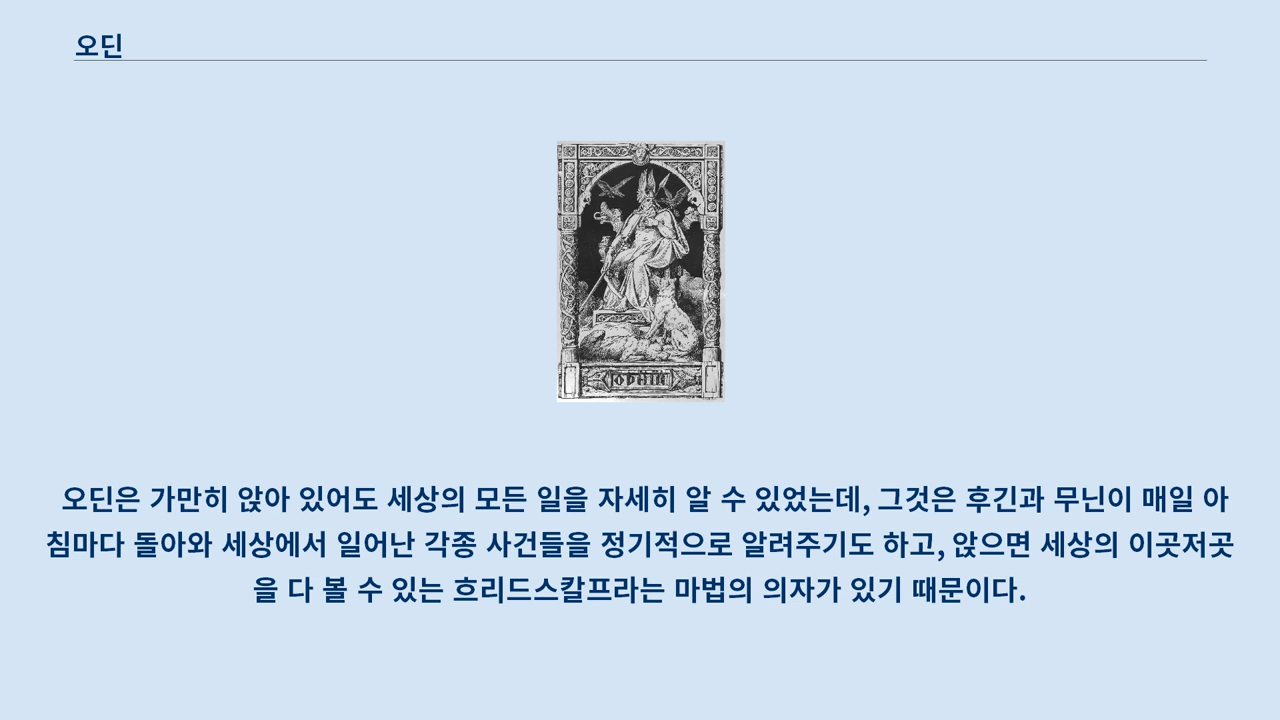 오딘
오딘은 가만히 앉아 있어도 세상의 모든 일을 자세히 알 수 있었는데, 그것은 후긴과 무닌이 매일 아
침마다 돌아와 세상에서 일어난 각종 사건들을 정기적으로 알려주기도 하고, 앉으면 세상의 이곳저곳
을 다 볼 수 있는 흐리드스칼프라는 마법의 의자가 있기 때문이다.